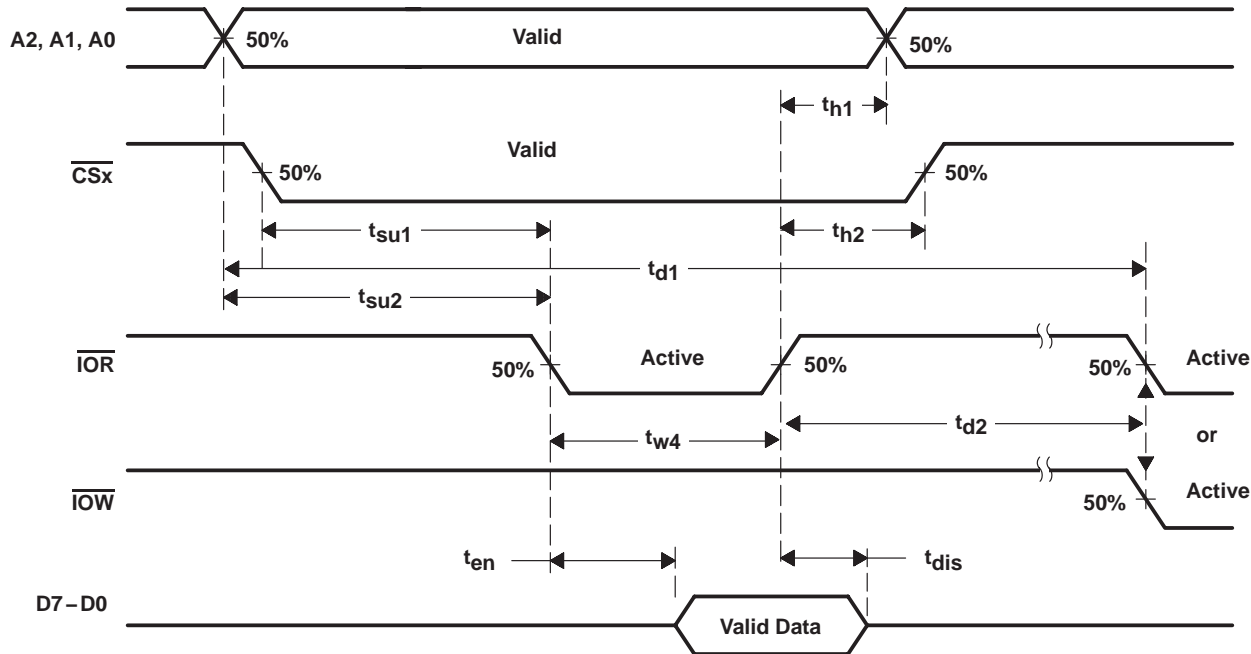 A2, A1, A0
50%
Valid
50%
th1
CSx
50%
Valid
50%
tsu1
th2
td1
tsu2
IOR
50%
Active
50%
50%
Active
tw4
td2
or
IOW
50%
Active
ten
tdis
D7–D0
Valid Data